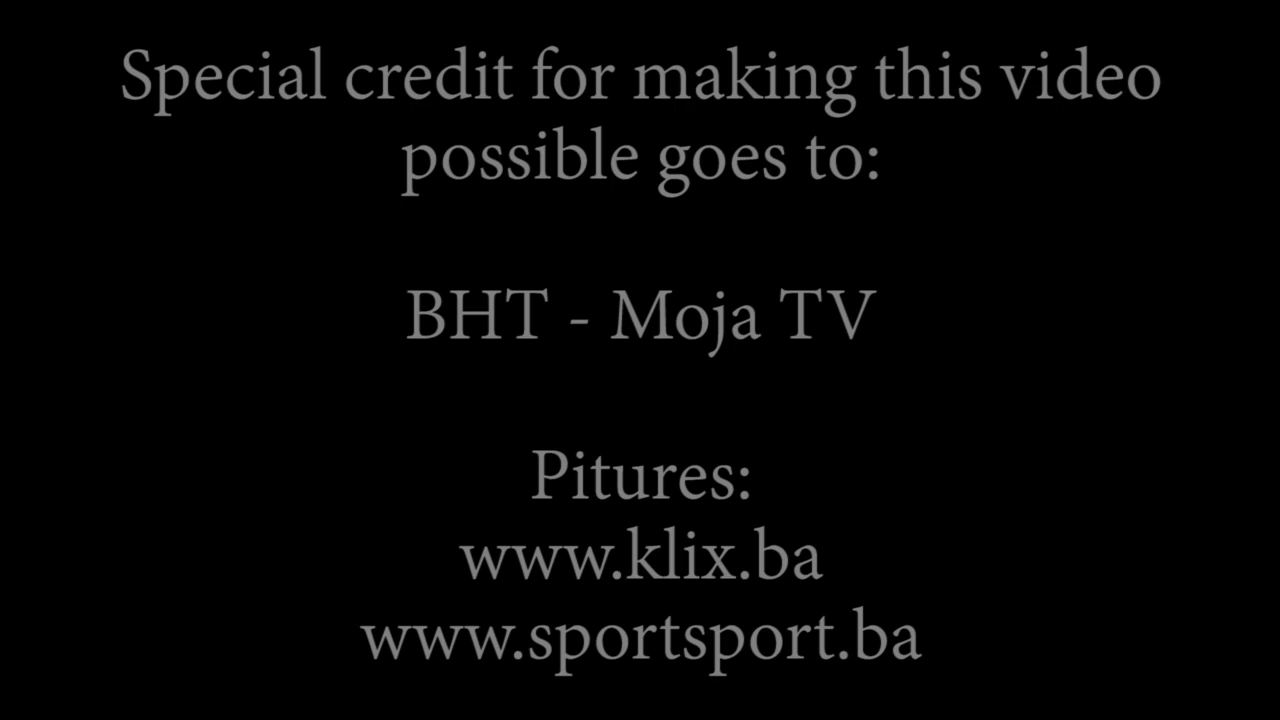 Special credit for making this video
possible goes to:
BHT - Moja TV
Pitures:
www.klix.ba
www.sportsport.ba